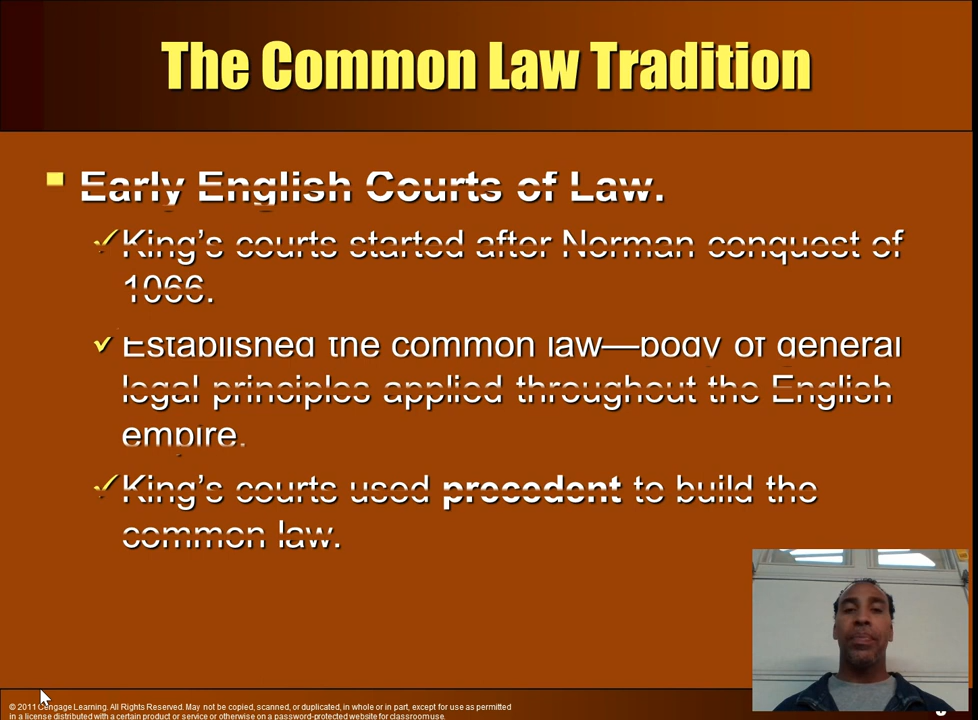 The Common Law Tradition
Early English Courts of Law.
King’s courts started after Norman conquest of
1066.
Established the common law—body of general
legal principles applied throughout the English
empire.
King’s courts used precedent to build the
common law.
© 2011 Cengage Learning. All Rights Reserved. May not be copied, scanned, or duplicated, in whole or in part, except for use as permitted
in a license distributed with a certain product or service or otherwise on a password-protected website for classroom use.